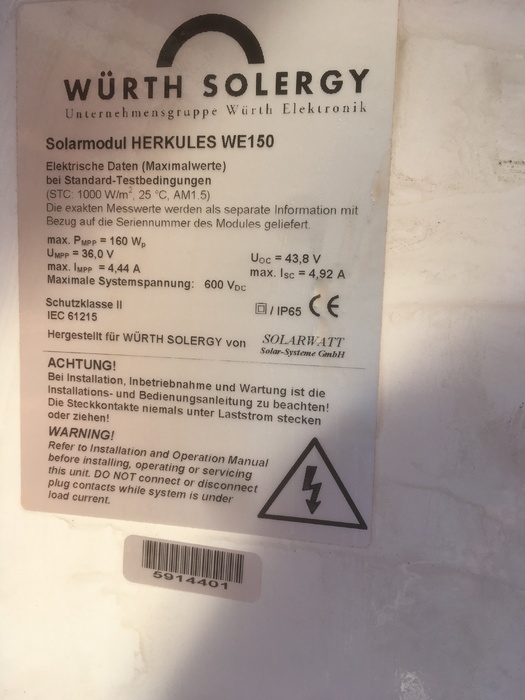 WÜRTH SOLERGY
Unternehmensgruppe Würth Elektronik
Solarmodul HERKULES WE150
Elektrische Daten (Maximalwerte)
bei Standard-Testbedingungen
(STC: 1000 W/m², 25 °C, AM1.5)
Die exakten Messwerte werden als separate Information mit
Bezug auf die Seriennummer des Modules geliefert.
max. PMPP = 160 Wp
UMPP = 36,0 V UOC = 43,8 V
max. IMPP = 4,44 A max. ISC = 4,92 A
Maximale Systemspannung: 600 VDC
Schutzklasse II / IP65 CE
IEC 61215
Hergestellt für WÜRTH SOLERGY von SOLARWATT
Solar-Systeme GmbH
ACHTUNG!
Bei Installation, Inbetriebnahme und Wartung ist die
Installations- und Bedienungsanleitung zu beachten!
Die Steckkontakte niemals unter Laststrom stecken
oder ziehen!
WARNING!
Refer to Installation and Operation Manual
before installing, operating or servicing
this unit. DO NOT connect or disconnect
plug contacts while system is under
load current.
5914401